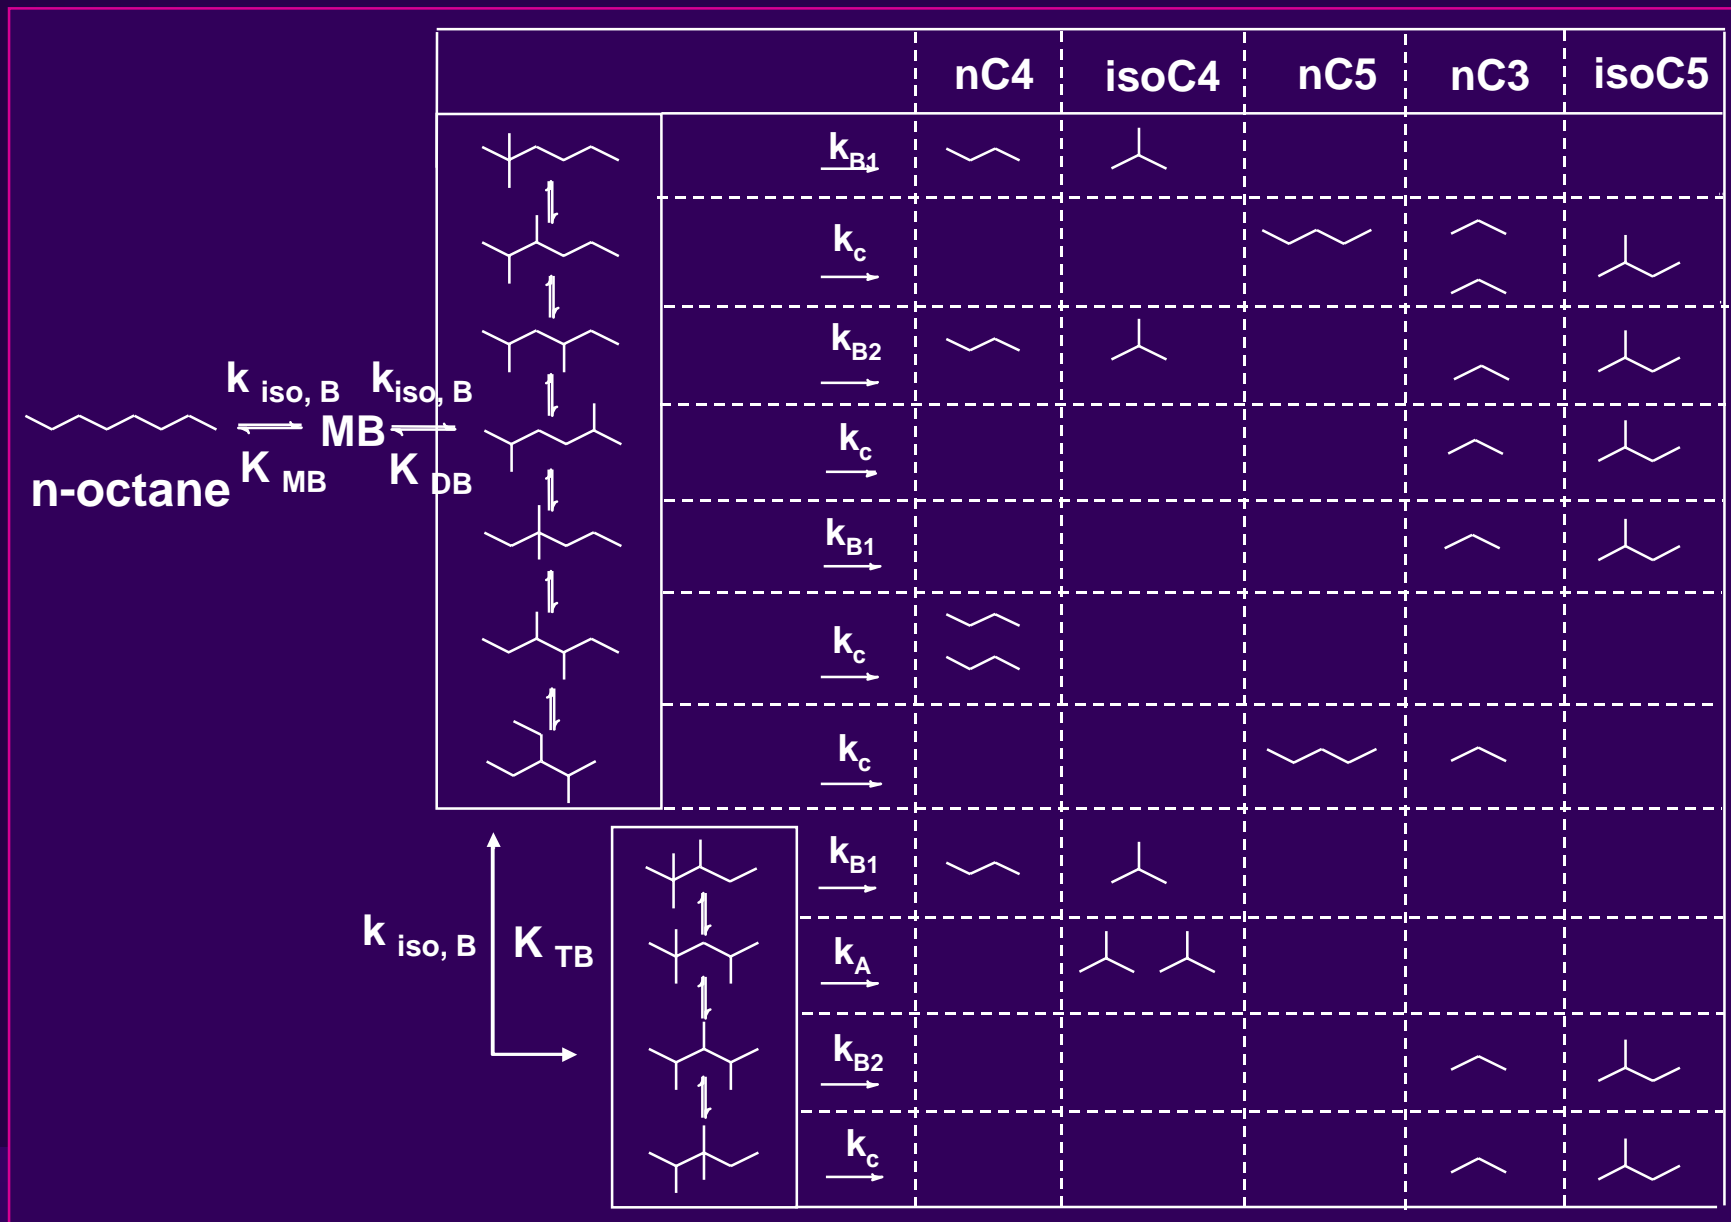 nC4 isoC4 nC5 nC3 isoC5
kB1
kc
kB2
k iso, B kiso, B
MB
K MB K DB
n-octane
kc
kB1
kc
kc
kB1
k iso, B K TB
kA
kB2
kc